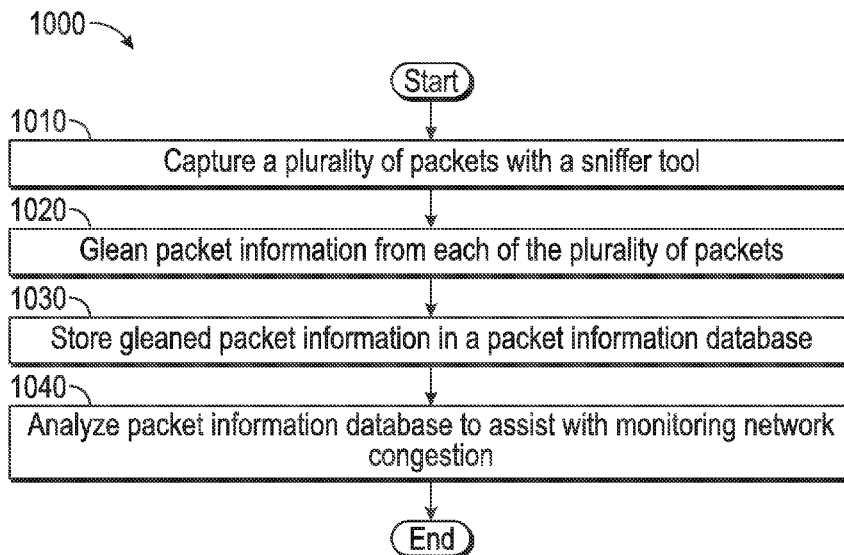 1000
Start
1010
Capture a plurality of packets with a sniffer tool
1020
Glean packet information from each of the plurality of packets
1030
Store gleaned packet information in a packet information database
1040
Analyze packet information database to assist with monitoring network
congestion
End